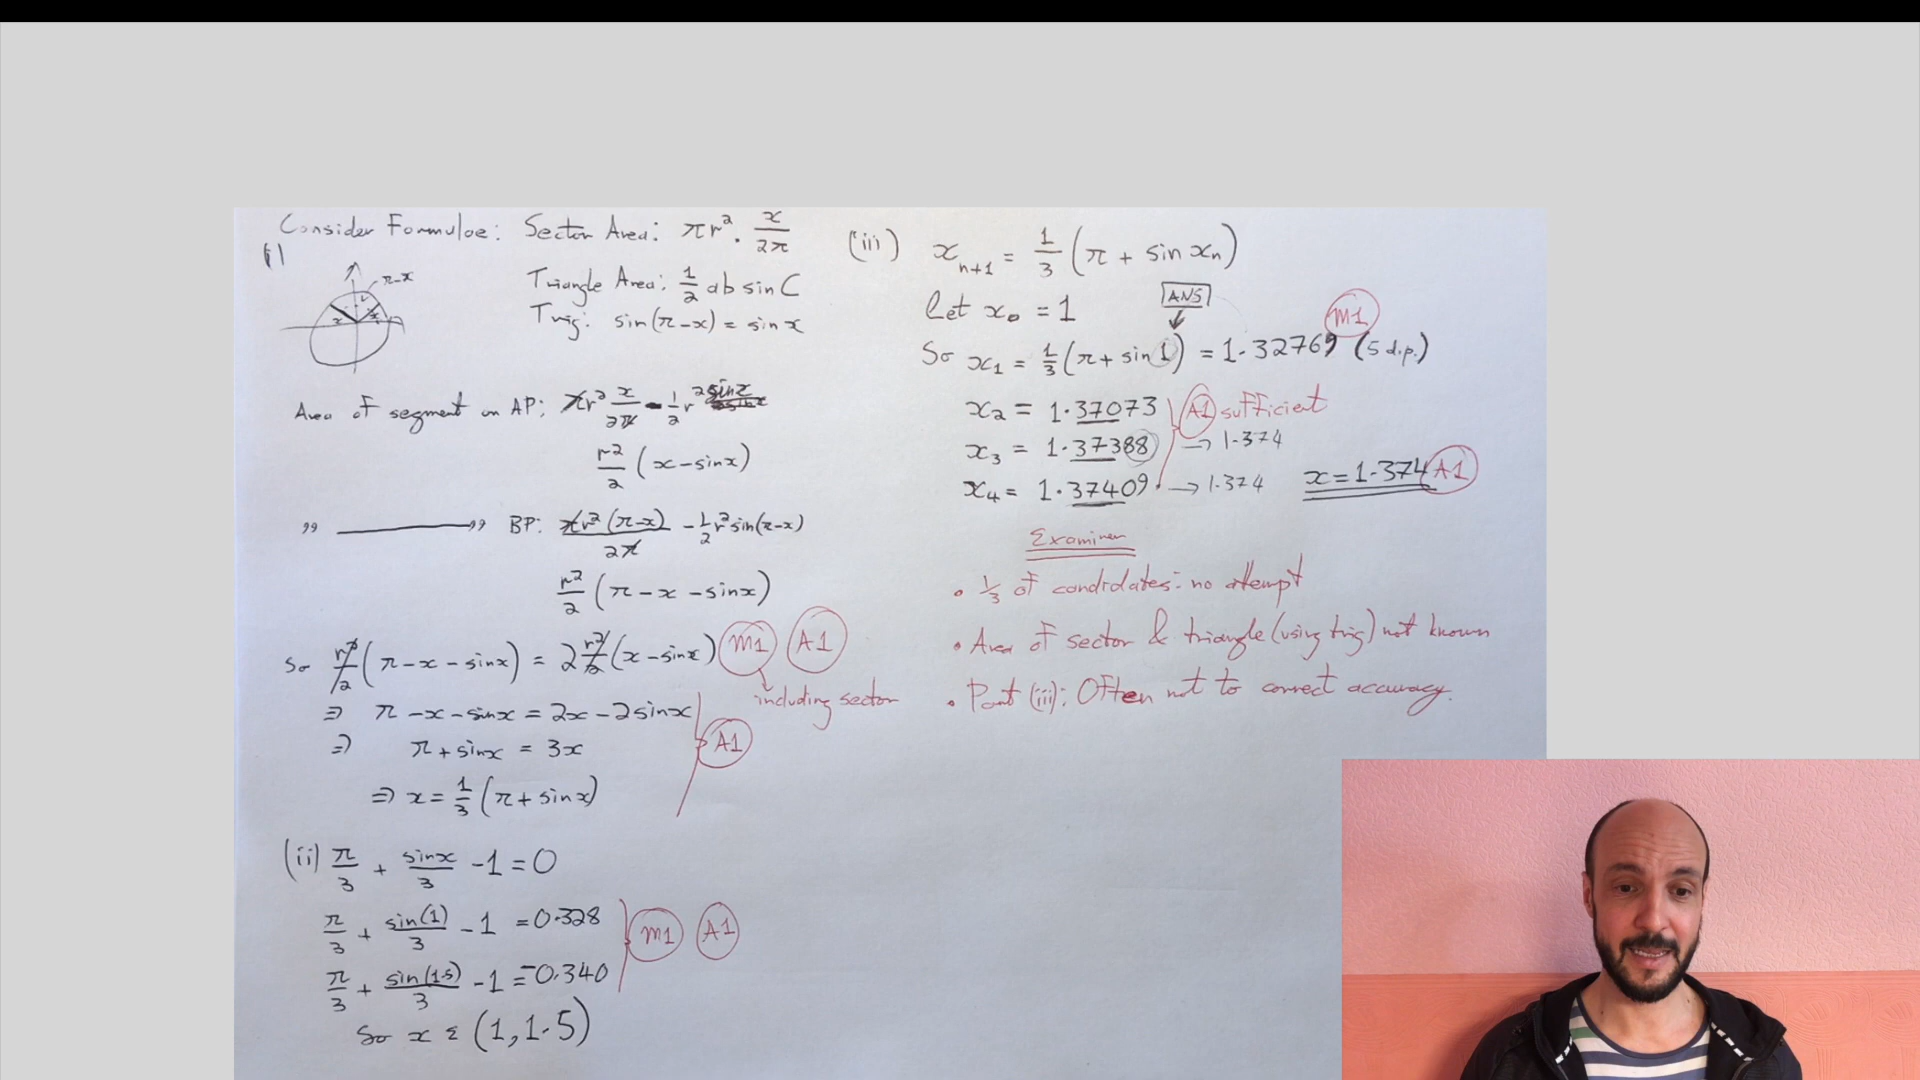 Consider Formulae: Sector Area: πr². x/2π
(i)
π-x
x
x
Triangle Area: 1/2 ab sin C
Trig: sin(π-x) = sin x
Area of segment on AP: πr² x/2π - 1/2 r² sin x
r²/2 (x - sin x)
" ———" BP: πr²(π-x)/2π - 1/2 r² sin(π-x)
r²/2 (π - x - sin x)
So r²/2 (π - x - sin x) = 2 r²/2 (x - sin x) M1 A1
including sector
⇒ π - x - sin x = 2x - 2 sin x
⇒ π + sin x = 3x A1
⇒ x = 1/3 (π + sin x)
(ii) π/3 + sin x/3 - 1 = 0
π/3 + sin(1)/3 - 1 = 0.328
M1 A1
π/3 + sin(1.5)/3 - 1 = -0.340
So x ε (1, 1.5)
(iii) xₙ₊₁ = 1/3 (π + sin xₙ)
Let x₀ = 1
ANS
M1
So x₁ = 1/3 (π + sin 1) = 1.32769 (5 d.p.)
x₂ = 1.37073 A1 sufficient
x₃ = 1.37388 → 1.374
x₄ = 1.37409 → 1.374 x = 1.374 A1
Examiner
• 1/3 of candidates: no attempt
• Area of sector & triangle (using trig) not known
• Part (iii): Often not to correct accuracy.